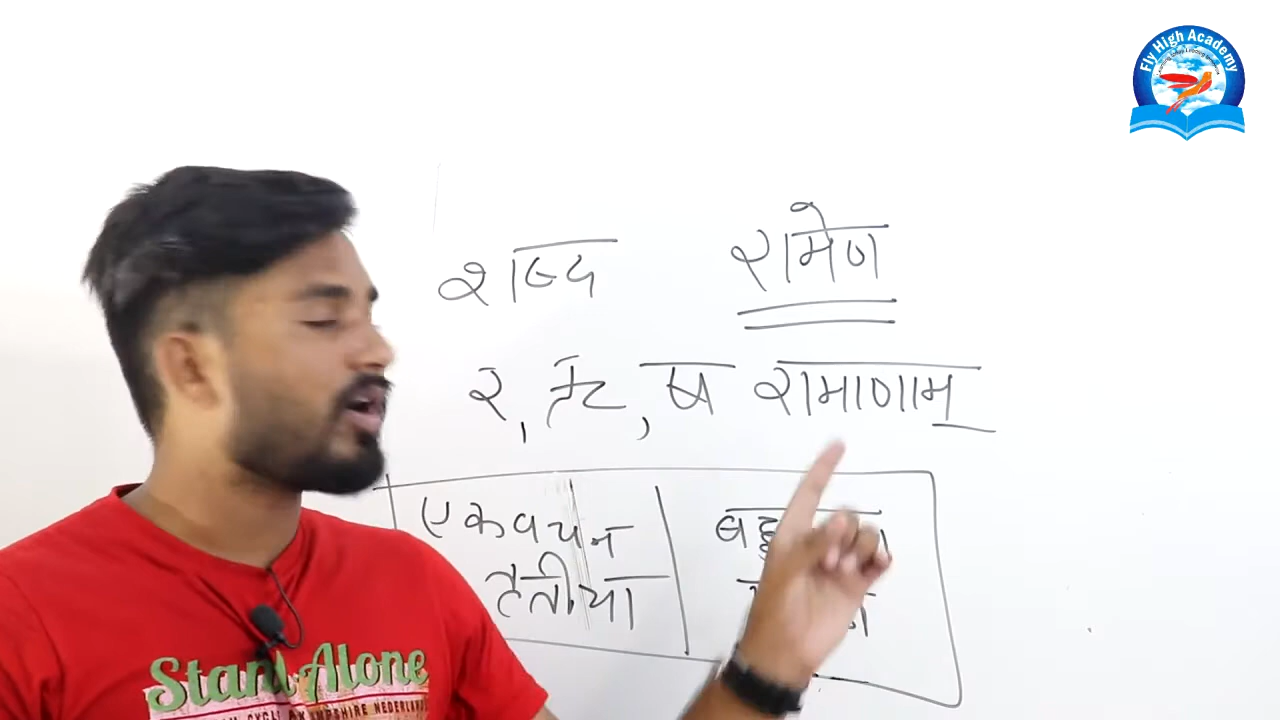 Fly High Academy
शब्द रामेण
र, ऋ, ष रामाणाम्
एकवचन
तृतीया
Stand Alone